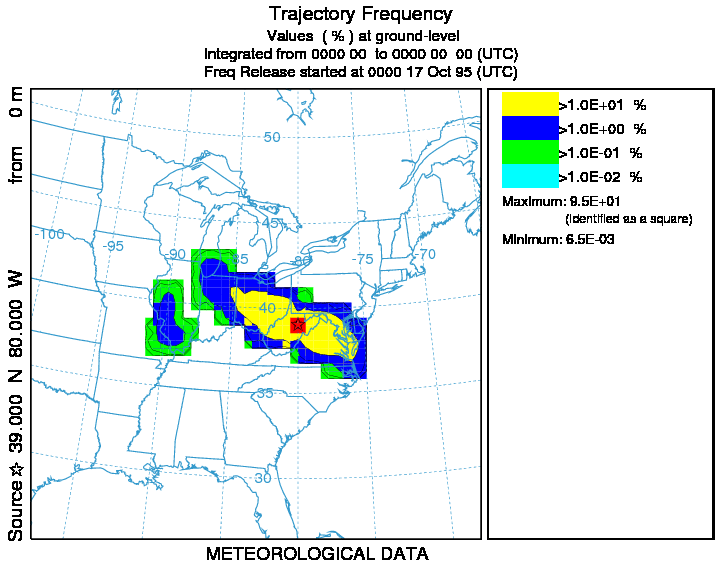 Trajectory Frequency
Values ( % ) at ground-level
Integrated from 0000 00 to 0000 00 00 (UTC)
Freq Release started at 0000 17 Oct 95 (UTC)
Source ☆ 39.000 N 80.000 W from 0 m
50
45
-100
-95
-90
-85
-80
-75
-70
40
35
30
>1.0E+01 %
>1.0E+00 %
>1.0E-01 %
>1.0E-02 %
Maximum: 9.5E+01
(identified as a square)
Minimum: 6.5E-03
METEOROLOGICAL DATA